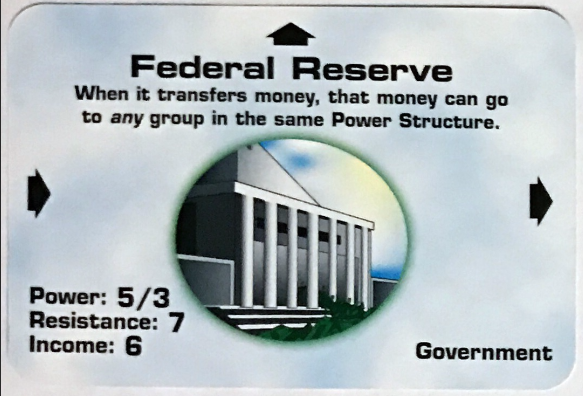 Federal Reserve
When it transfers money, that money can go
to any group in the same Power Structure.
Power: 5/3
Resistance: 7
Income: 6
Government